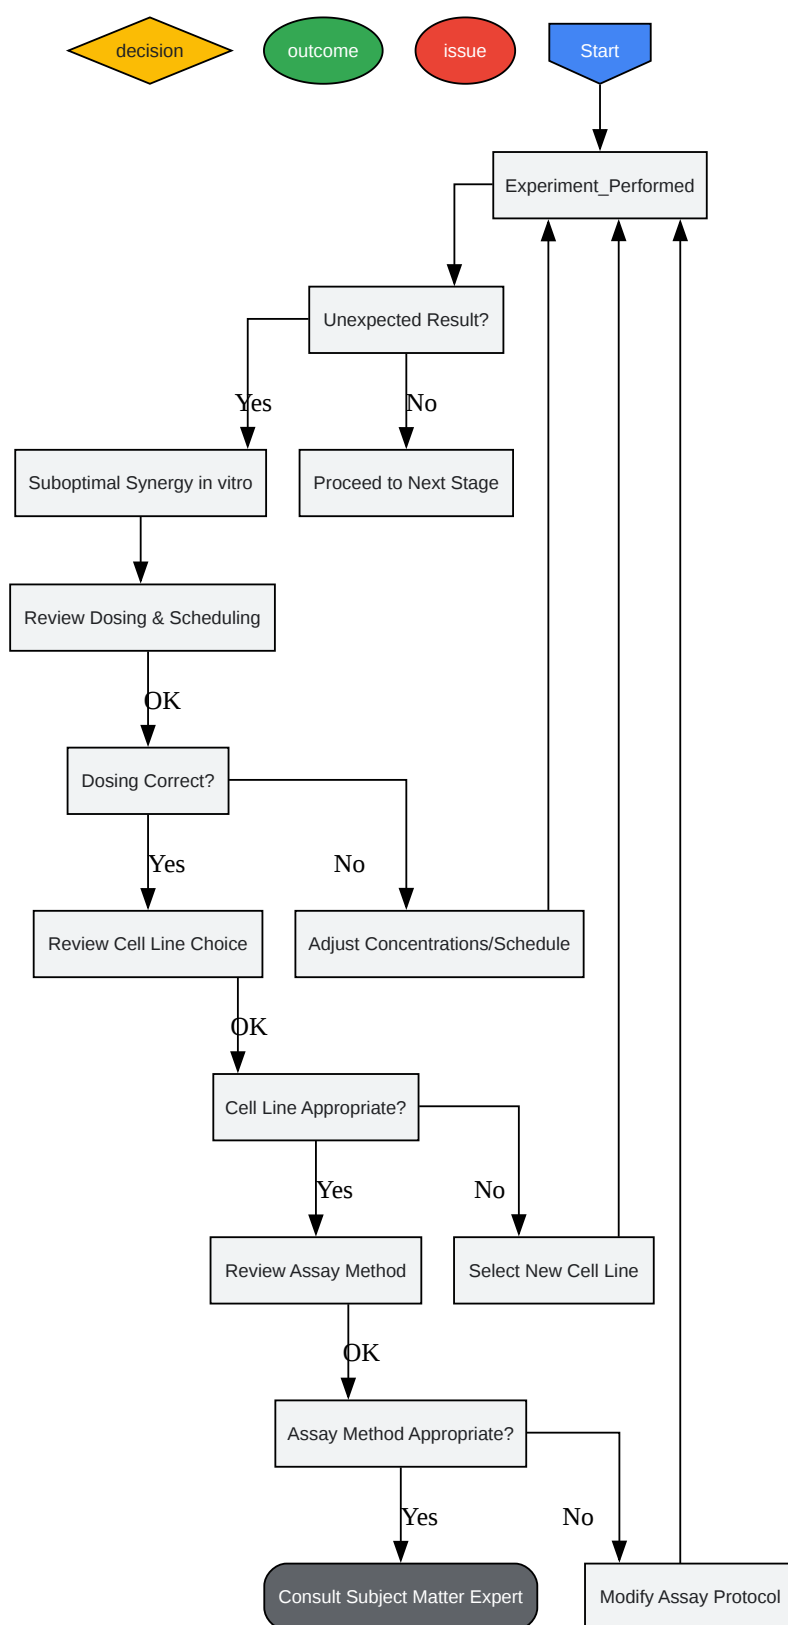 decision
outcome
issue
Start
Experiment_Performed
Unexpected Result?
Yes
No
Suboptimal Synergy in vitro
Proceed to Next Stage
Review Dosing & Scheduling
OK
Dosing Correct?
Yes
No
Review Cell Line Choice
Adjust Concentrations/Schedule
OK
Cell Line Appropriate?
Yes
No
Review Assay Method
Select New Cell Line
OK
Assay Method Appropriate?
Yes
No
Consult Subject Matter Expert
Modify Assay Protocol